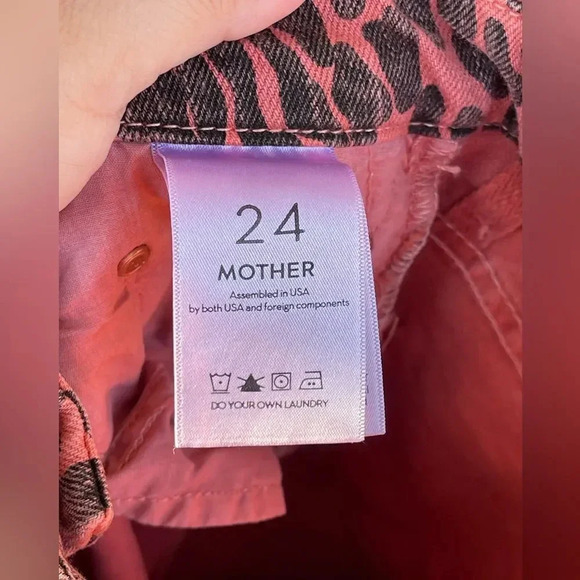 24
MOTHER
Assembled in USA
by both USA and foreign components
DO YOUR OWN LAUNDRY